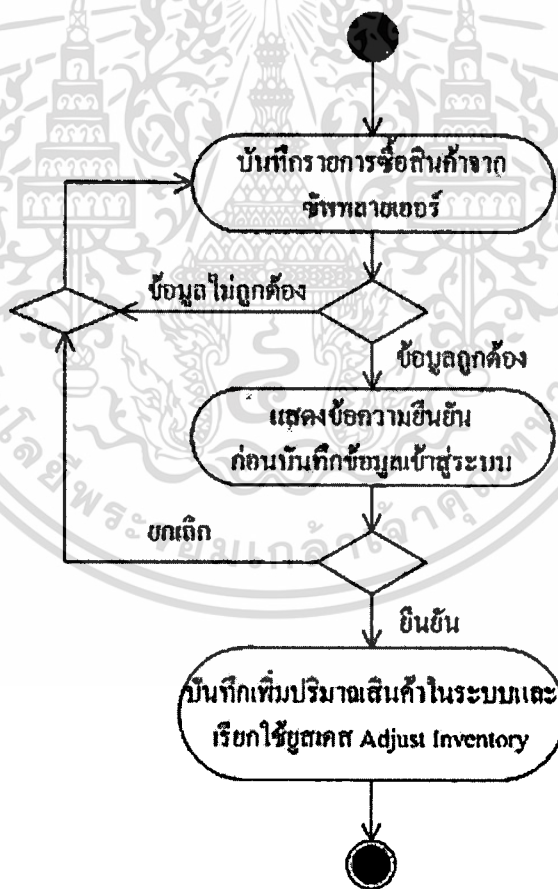 บันทึกรายการซื้อสินค้าจาก
ซัพพลายเออร์
ข้อมูลไม่ถูกต้อง
ข้อมูลถูกต้อง
แสดงข้อความยืนยัน
ก่อนบันทึกข้อมูลเข้าสู่ระบบ
ยกเลิก
ยืนยัน
บันทึกเพิ่มปริมาณสินค้าในระบบและ
เรียกใช้ยูสเคส Adjust Inventory